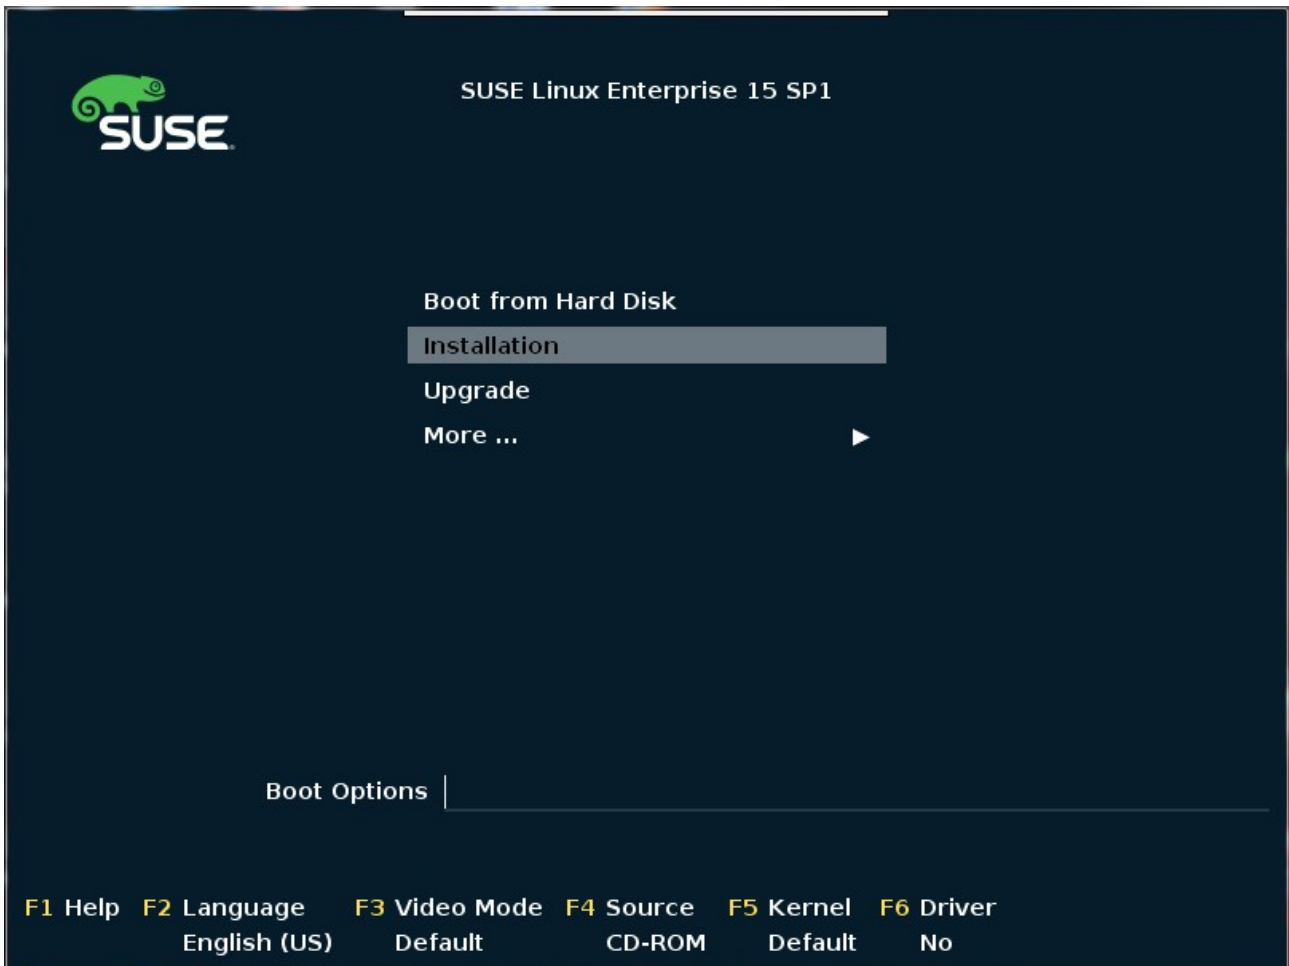 SUSE
SUSE Linux Enterprise 15 SP1
Boot from Hard Disk
Installation
Upgrade
More ...
Boot Options
F1 Help F2 Language F3 Video Mode F4 Source F5 Kernel F6 Driver
English (US) Default CD-ROM Default No